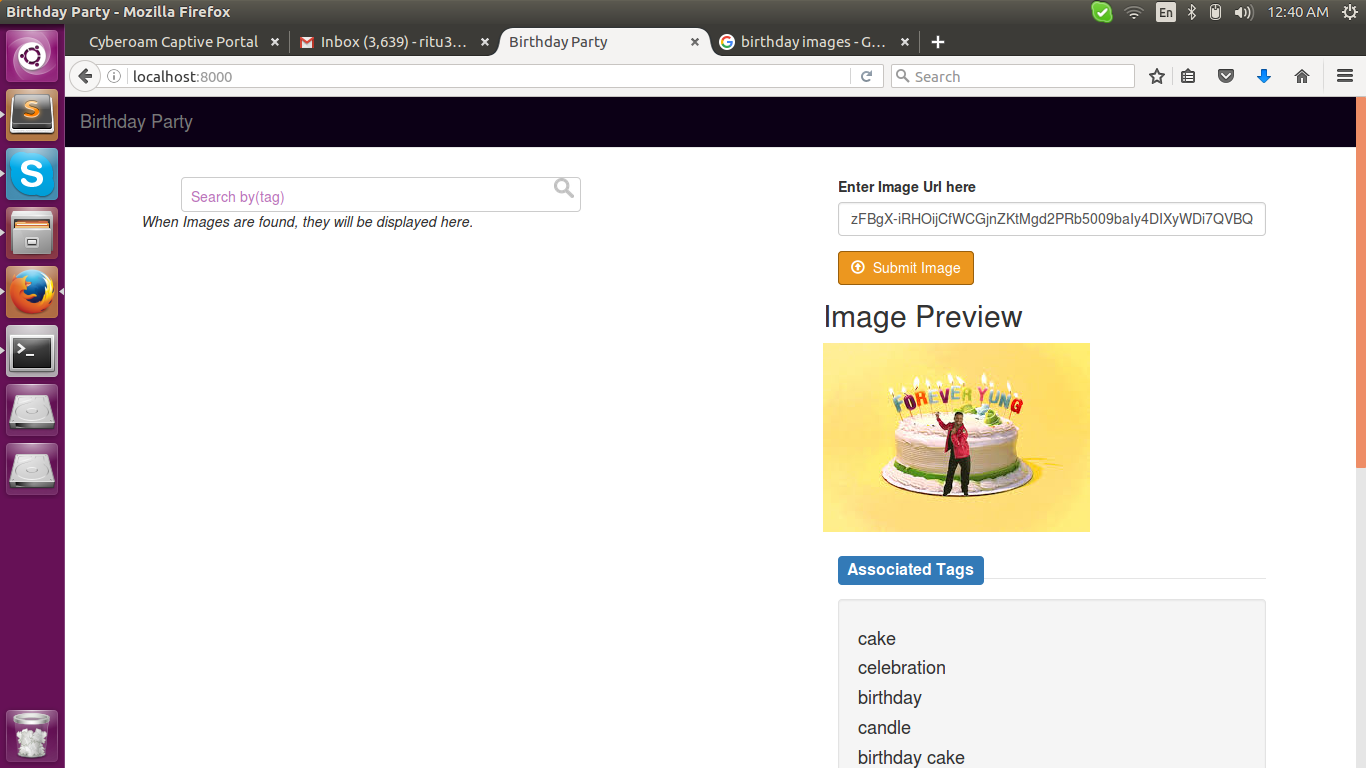 Birthday Party - Mozilla Firefox
En
12:40 AM
Cyberoam Captive Portal
Inbox (3,639) - ritu3...
Birthday Party
birthday images - G...
localhost:8000
Search
Birthday Party
Search by(tag)
When Images are found, they will be displayed here.
Enter Image Url here
zFBgX-iRHOijCfWCGjnZKtMgd2PRb5009baIy4DIXyWDi7QVBQ
Submit Image
Image Preview
FOREVER YUNG
Associated Tags
cake
celebration
birthday
candle
birthday cake